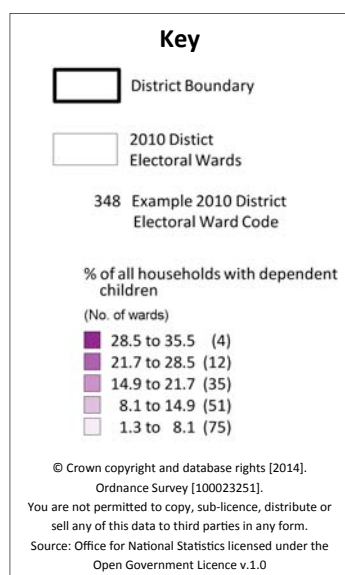 Key
District Boundary
2010 Distict
Electoral Wards
348 Example 2010 District
Electoral Ward Code
% of all households with dependent
children
(No. of wards)
28.5 to 35.5 (4)
21.7 to 28.5 (12)
14.9 to 21.7 (35)
8.1 to 14.9 (51)
1.3 to 8.1 (75)
© Crown copyright and database rights [2014].
Ordnance Survey [100023251].
You are not permitted to copy, sub-licence, distribute or
sell any of this data to third parties in any form.
Source: Office for National Statistics licensed under the
Open Government Licence v.1.0